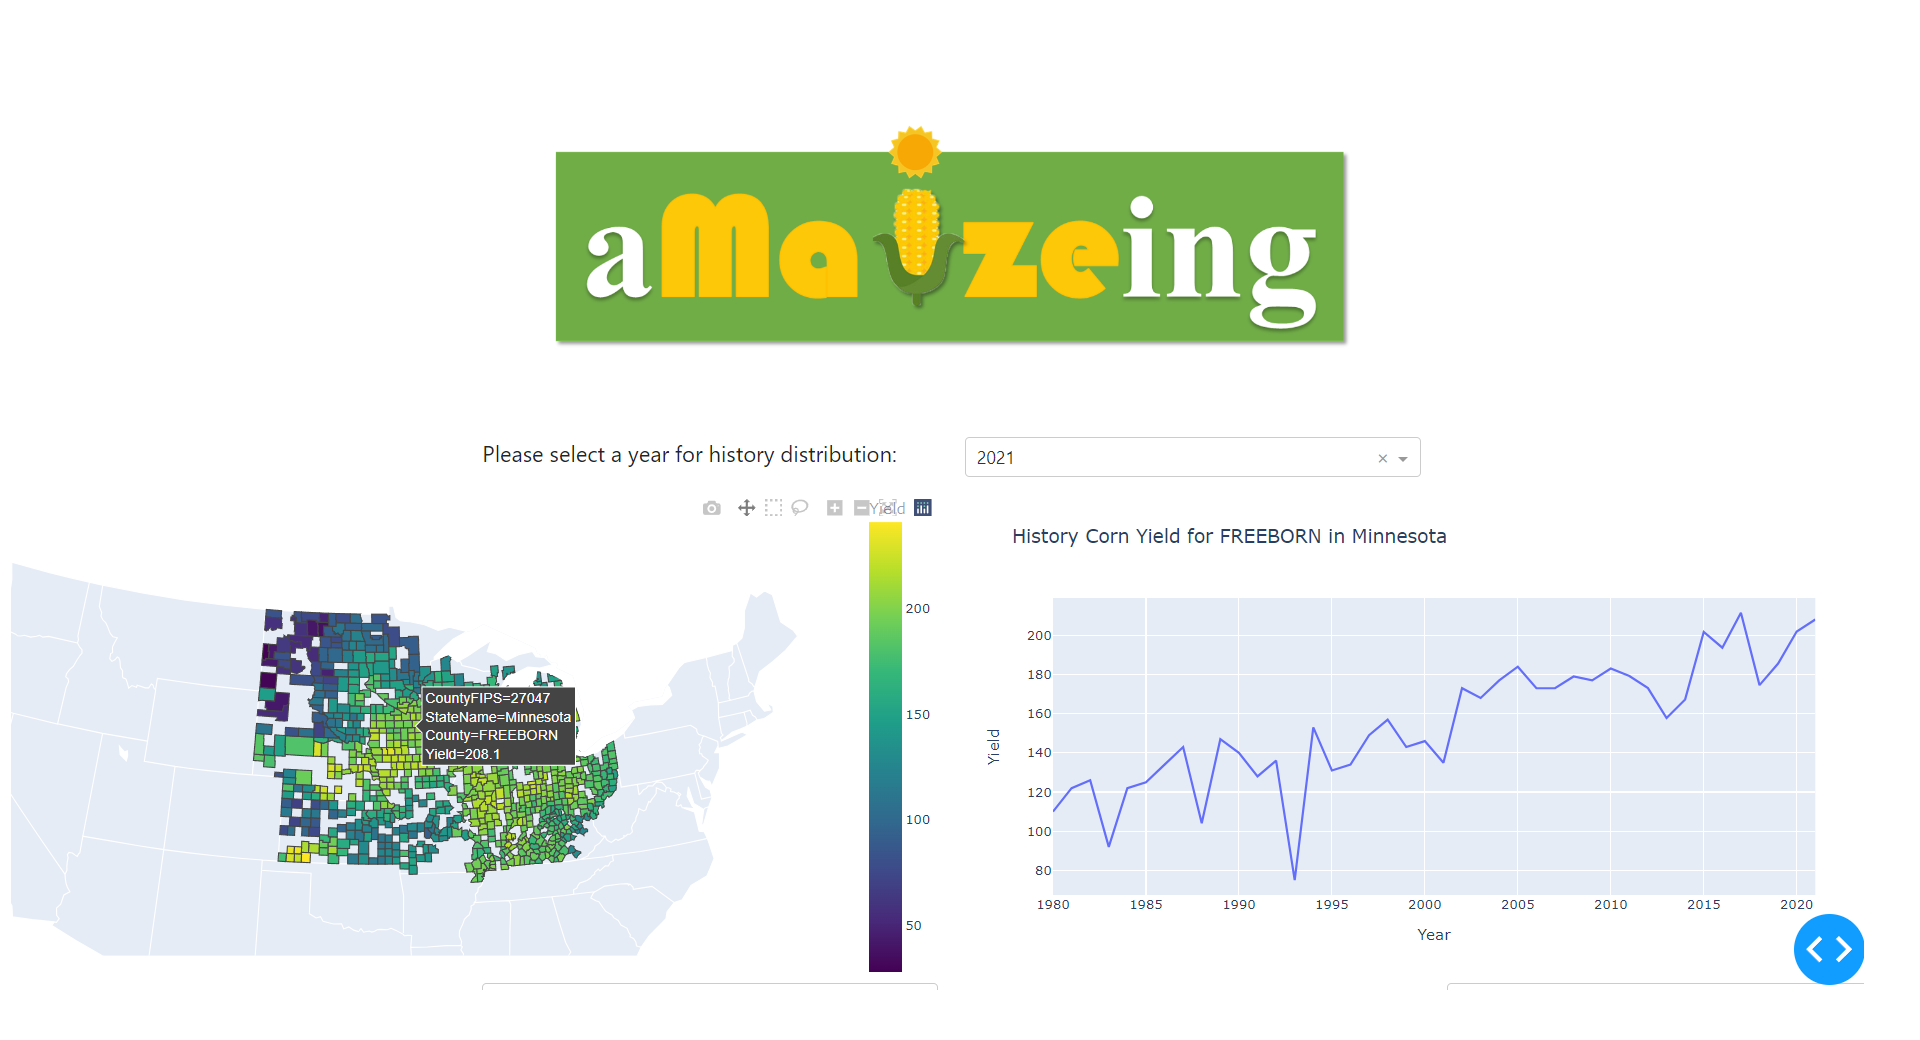 aMaizeing
Please select a year for history distribution:
2021
Yield
200
150
100
50
CountyFIPS=27047
StateName=Minnesota
County=FREEBORN
Yield=208.1
History Corn Yield for FREEBORN in Minnesota
Yield
200
180
160
140
120
100
80
1980 1985 1990 1995 2000 2005 2010 2015 2020
Year